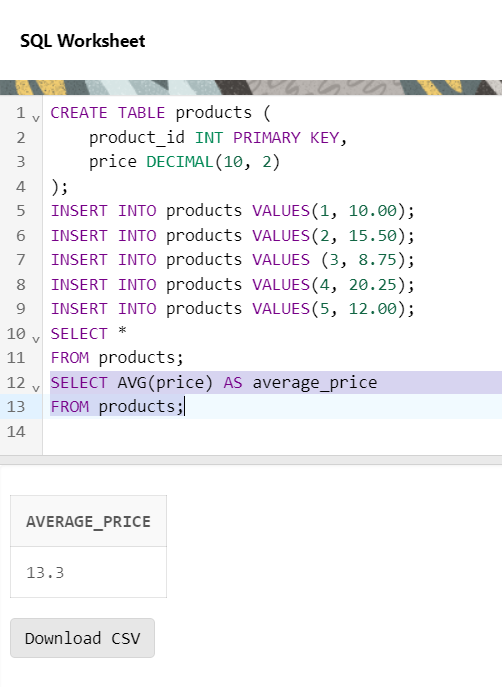 SQL Worksheet
1 CREATE TABLE products (
2     product_id INT PRIMARY KEY,
3     price DECIMAL(10, 2)
4 );
5 INSERT INTO products VALUES(1, 10.00);
6 INSERT INTO products VALUES(2, 15.50);
7 INSERT INTO products VALUES (3, 8.75);
8 INSERT INTO products VALUES(4, 20.25);
9 INSERT INTO products VALUES(5, 12.00);
10 SELECT *
11 FROM products;
12 SELECT AVG(price) AS average_price
13 FROM products;
14
AVERAGE_PRICE
13.3
Download CSV